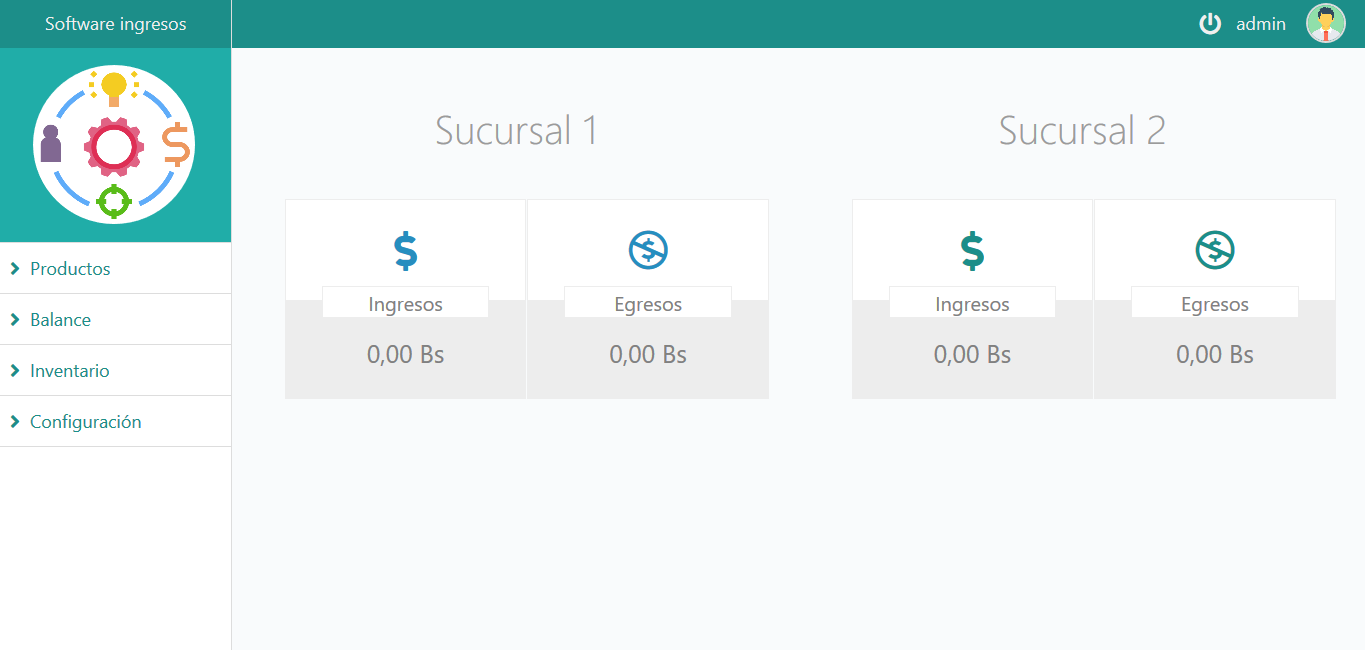 Software ingresos
admin
Productos
Balance
Inventario
Configuración
Sucursal 1
Ingresos
0,00 Bs
Egresos
0,00 Bs
Sucursal 2
Ingresos
0,00 Bs
Egresos
0,00 Bs